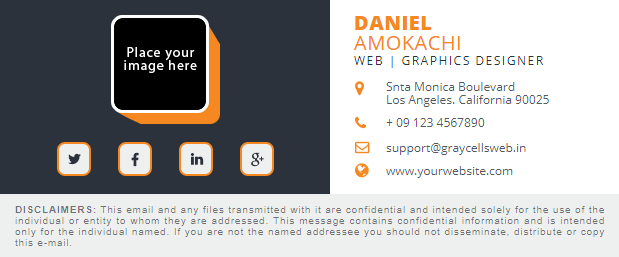 Place your
image here
g+
DANIEL
AMOKACHI
WEB | GRAPHICS DESIGNER
Snta Monica Boulevard
Los Angeles. California 90025
+ 09 123 4567890
support@graycellsweb.in
www.yourwebsite.com
DISCLAIMERS: This email and any files transmitted with it are confidential and intended solely for the use of the
individual or entity to whom they are addressed. This message contains confidential information and is intended
only for the individual named. If you are not the named addressee you should not disseminate, distribute or copy
this e-mail.